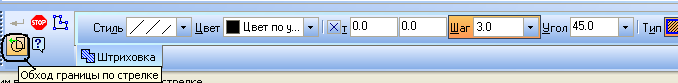 Стиль Цвет Цвет по у... т 0.0 0.0 Шаг 3.0 Угол 45.0 Тип
Штриховка
Обход границы по стрелке